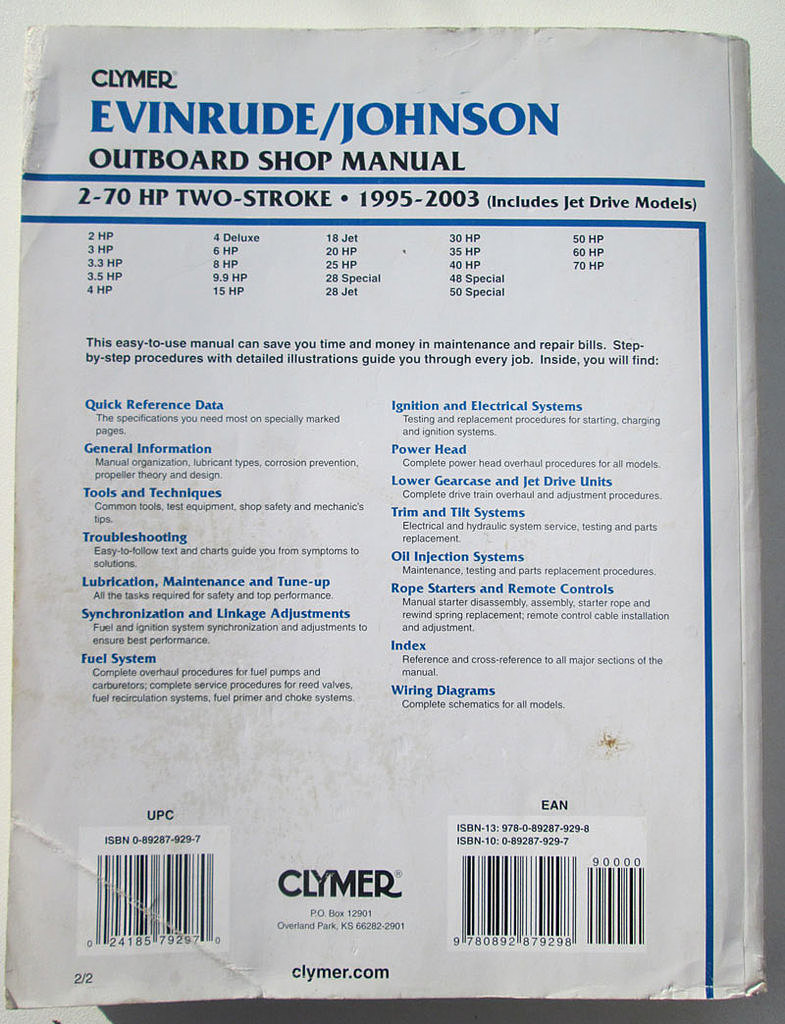 CLYMER®
EVINRUDE/JOHNSON
OUTBOARD SHOP MANUAL
2-70 HP TWO-STROKE • 1995-2003 (Includes Jet Drive Models)
2 HP
3 HP
3.3 HP
3.5 HP
4 HP
4 Deluxe
6 HP
8 HP
9.9 HP
15 HP
18 Jet
20 HP
25 HP
28 Special
28 Jet
30 HP
35 HP
40 HP
48 Special
50 Special
50 HP
60 HP
70 HP
This easy-to-use manual can save you time and money in maintenance and repair bills. Step-
by-step procedures with detailed illustrations guide you through every job. Inside, you will find:
Quick Reference Data
The specifications you need most on specially marked
pages.
General Information
Manual organization, lubricant types, corrosion prevention,
propeller theory and design.
Tools and Techniques
Common tools, test equipment, shop safety and mechanic's
tips.
Troubleshooting
Easy-to-follow text and charts guide you from symptoms to
solutions.
Lubrication, Maintenance and Tune-up
All the tasks required for safety and top performance.
Synchronization and Linkage Adjustments
Fuel and ignition system synchronization and adjustments to
ensure best performance.
Fuel System
Complete overhaul procedures for fuel pumps and
carburetors; complete service procedures for reed valves,
fuel recirculation systems, fuel primer and choke systems.
Ignition and Electrical Systems
Testing and replacement procedures for starting, charging
and ignition systems.
Power Head
Complete power head overhaul procedures for all models.
Lower Gearcase and Jet Drive Units
Complete drive train overhaul and adjustment procedures.
Trim and Tilt Systems
Electrical and hydraulic system service, testing and parts
replacement.
Oil Injection Systems
Maintenance, testing and parts replacement procedures.
Rope Starters and Remote Controls
Manual starter disassembly, assembly, starter rope and
rewind spring replacement; remote control cable installation
and adjustment.
Index
Reference and cross-reference to all major sections of the
manual.
Wiring Diagrams
Complete schematics for all models.
UPC
ISBN 0-89287-929-7
0 24185 79297 0
CLYMER®
P.O. Box 12901
Overland Park, KS 66282-2901
clymer.com
EAN
ISBN-13: 978-0-89287-929-8
ISBN-10: 0-89287-929-7
90000
9 780892 879298
2/2